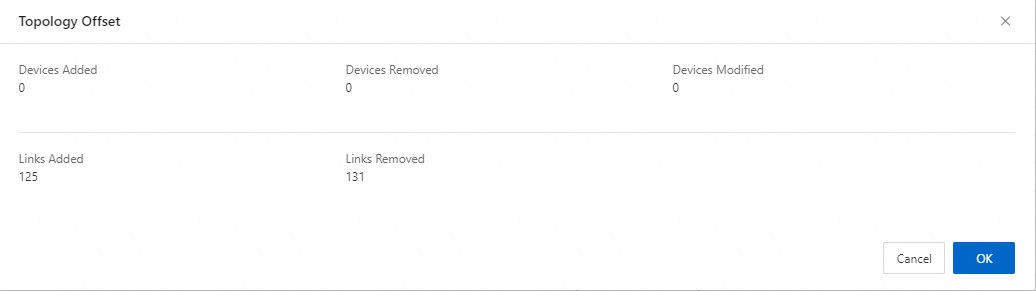 Topology Offset
Devices Added
Devices Removed
Devices Modified
0
0
0
Links Added
Links Removed
125
131
Cancel
OK